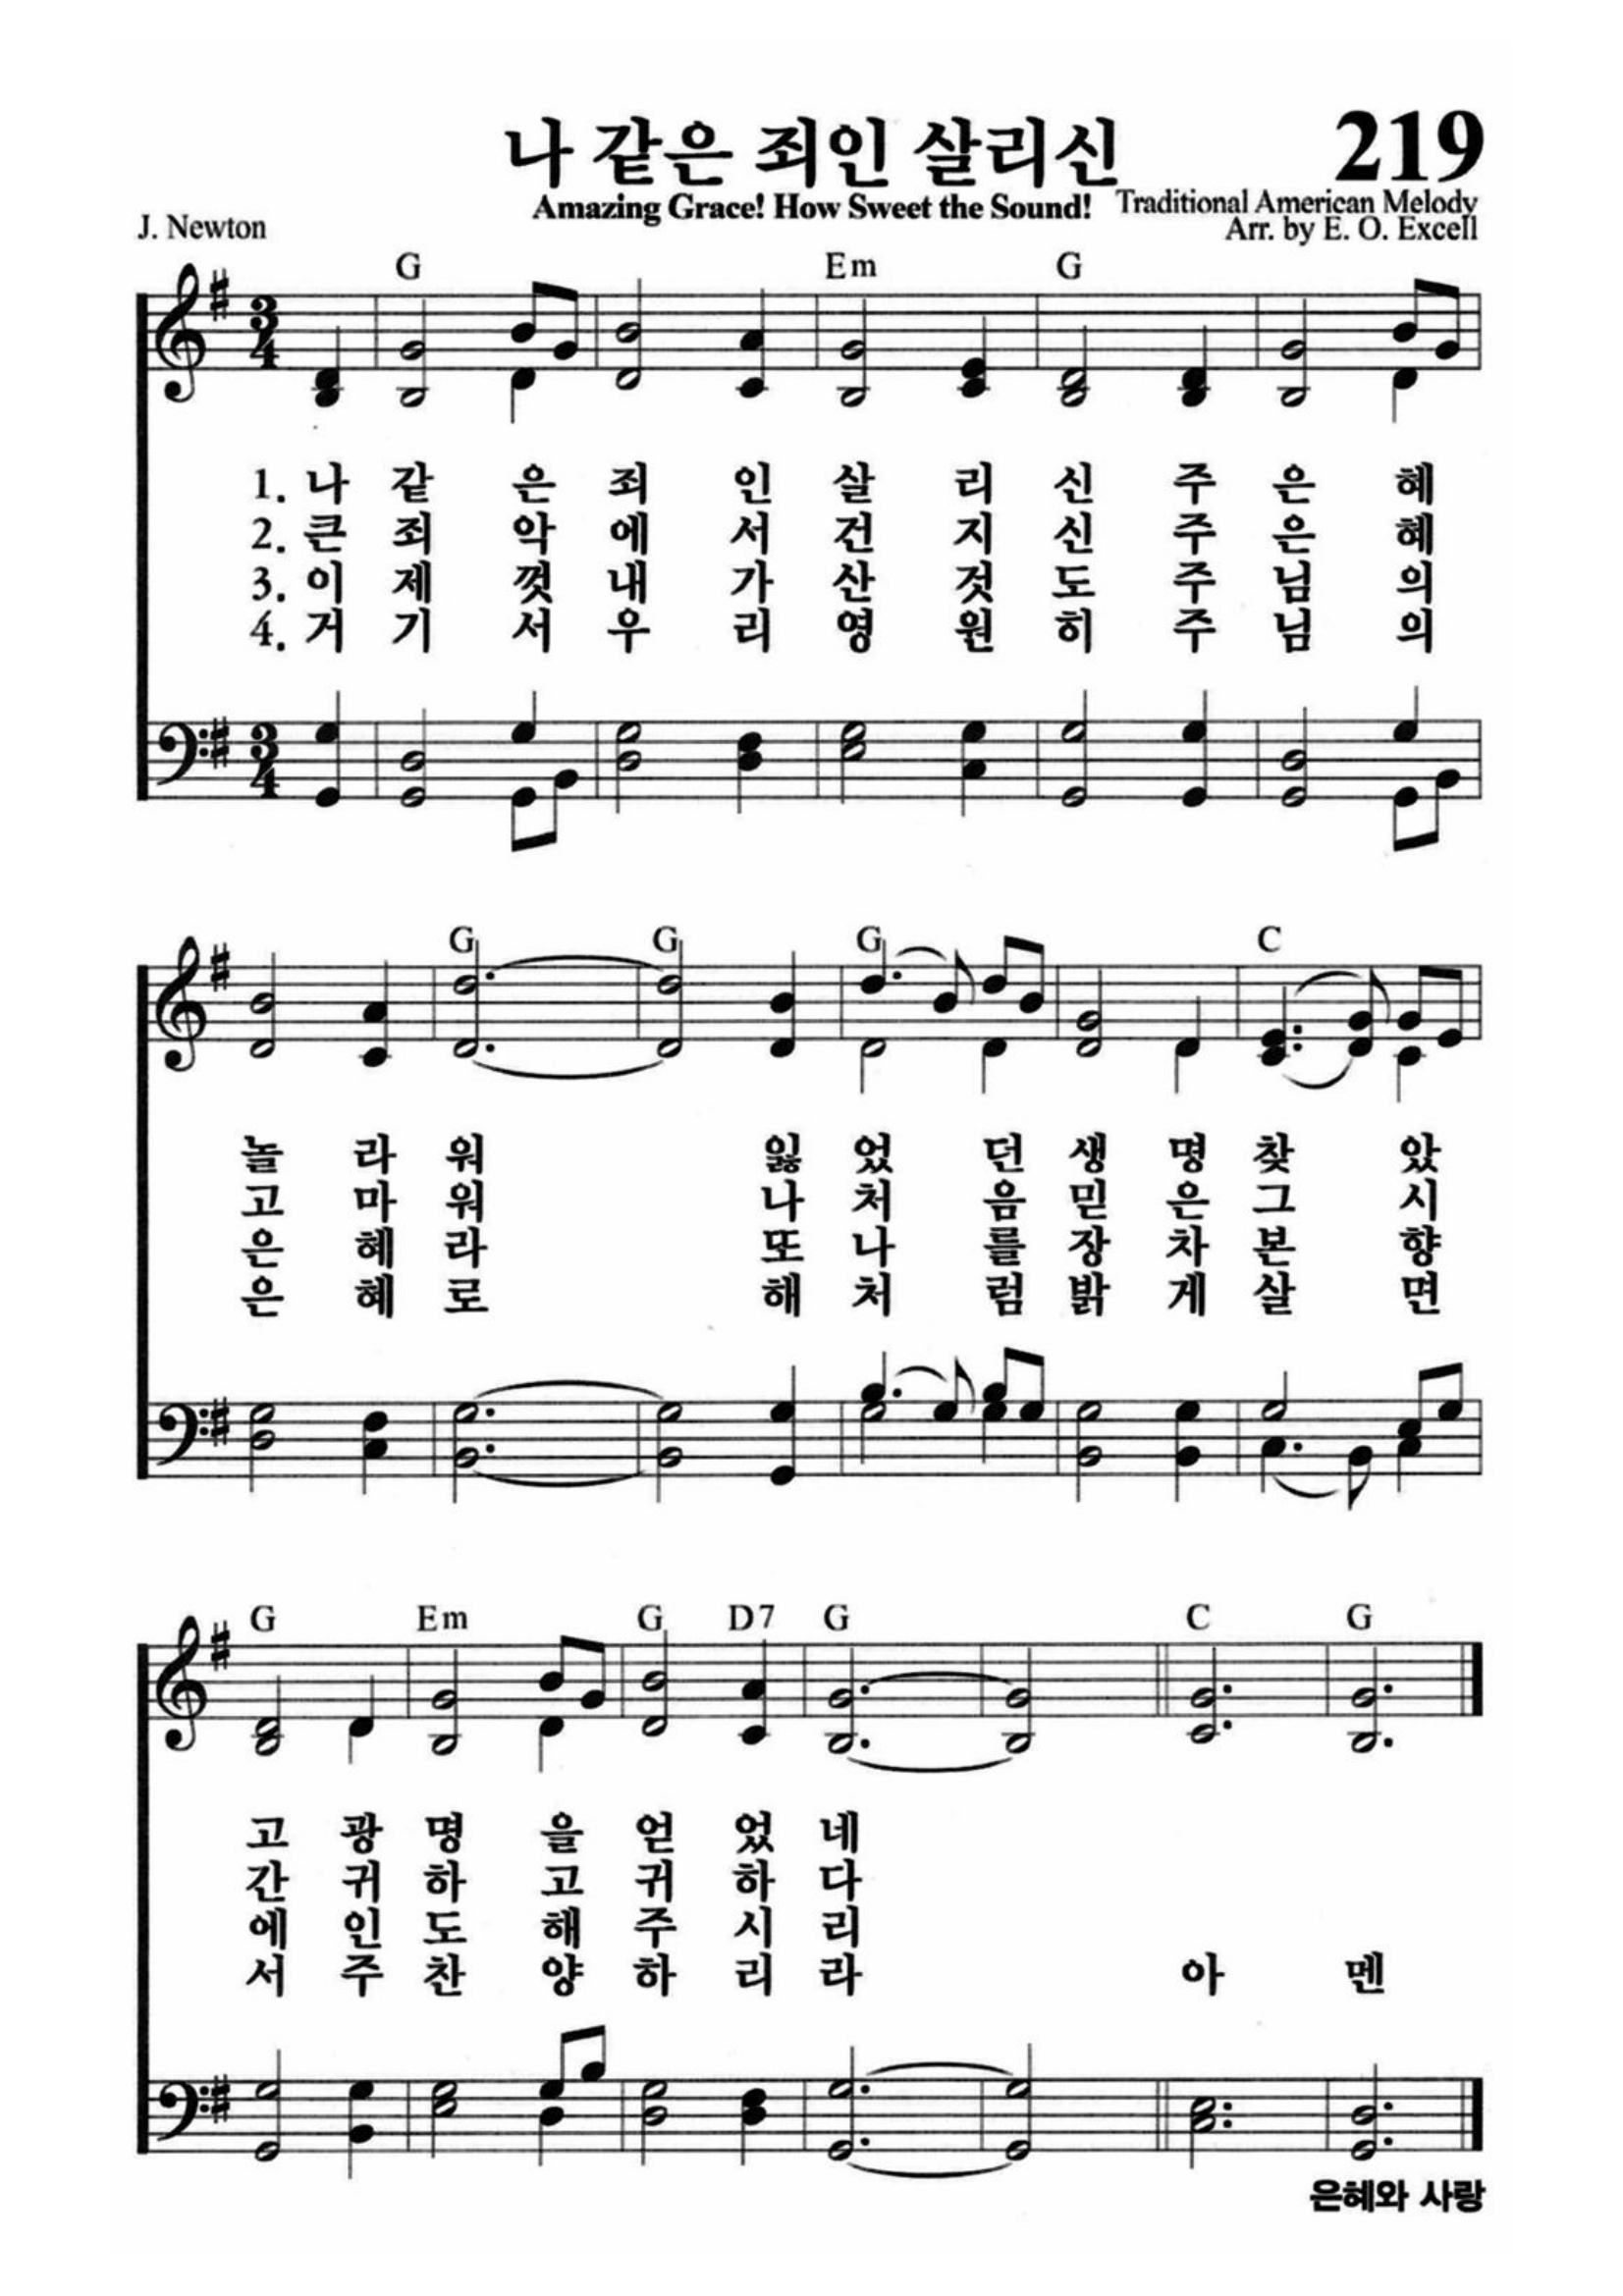 나 같은 죄인 살리신 219
Amazing Grace! How Sweet the Sound! Traditional American Melody
J. Newton Arr. by E. O. Excell
G Em G
3 4
1. 나 같 은 죄 인 살 리 신 주 은 혜
2. 큰 죄 악 에 서 건 지 신 주 은 혜
3. 이 제 껏 내 가 산 것 도 주 님 의
4. 거 기 서 우 리 영 원 히 주 님 의
3 4
G G G C
놀 라 워 잃 었 던 생 명 찾 았
고 마 워 나 처 음 믿 은 그 시
은 혜 라 또 나 를 장 차 본 향
은 혜 로 해 처 럼 밝 게 살 면
G Em G D7 G C G
고 광 명 을 얻 었 네
간 귀 하 고 귀 하 다
에 인 도 해 주 시 리
서 주 찬 양 하 리 라 아 멘
은혜와 사랑